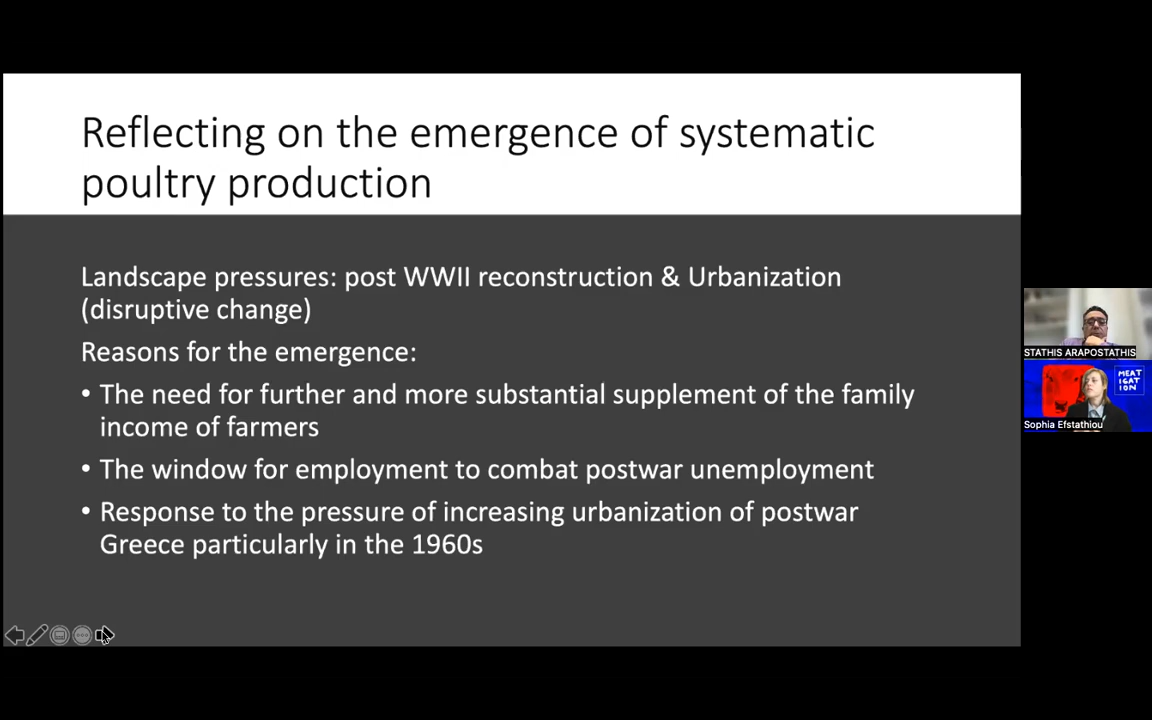 Reflecting on the emergence of systematic
poultry production
Landscape pressures: post WWII reconstruction & Urbanization
(disruptive change)
Reasons for the emergence:
• The need for further and more substantial supplement of the family
income of farmers
• The window for employment to combat postwar unemployment
• Response to the pressure of increasing urbanization of postwar
Greece particularly in the 1960s
STATHIS ARAPOSTATHIS
MEAT
IGAT
ION
Sophia Efstathiou